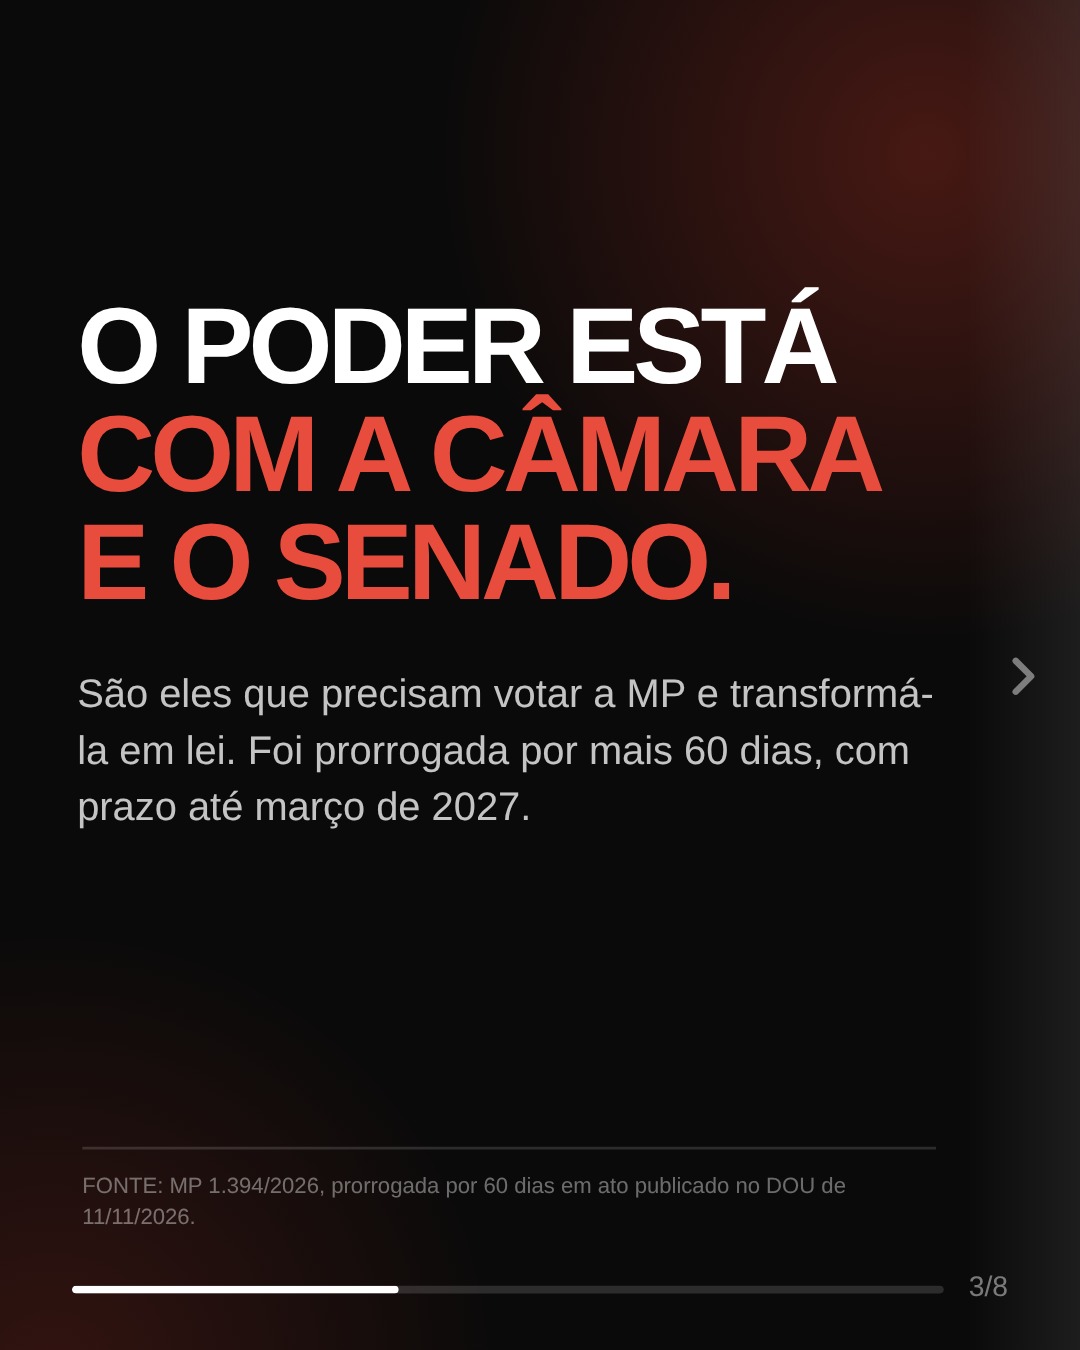 O PODER ESTÁ
COM A CÂMARA
E O SENADO.
São eles que precisam votar a MP e transformá-
la em lei. Foi prorrogada por mais 60 dias, com
prazo até março de 2027.
FONTE: MP 1.394/2026, prorrogada por 60 dias em ato publicado no DOU de
11/11/2026.
3/8